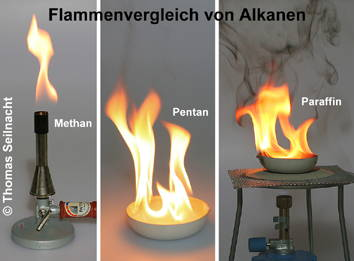 Flammenvergleich von Alkanen
© Thomas Seilnacht
Methan
Pentan
Paraffin